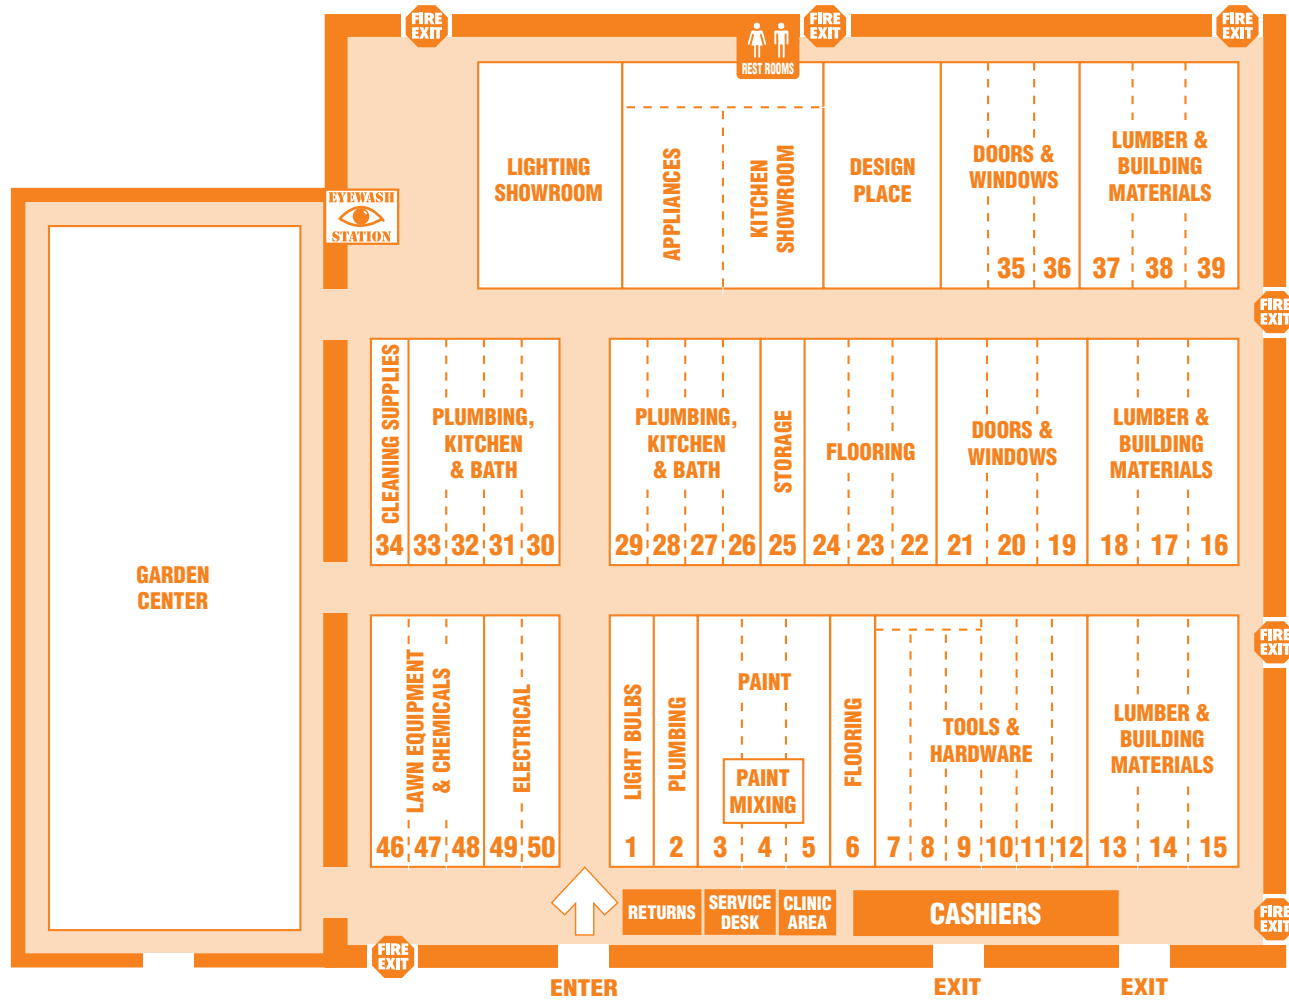 FIRE
EXIT
FIRE
EXIT
FIRE
EXIT
REST ROOMS
LIGHTING
SHOWROOM
APPLIANCES
KITCHEN
SHOWROOM
DESIGN
PLACE
DOORS &
WINDOWS
35 36
LUMBER &
BUILDING
MATERIALS
37 38 39
EYEWASH
STATION
FIRE
EXIT
GARDEN
CENTER
CLEANING SUPPLIES
34
PLUMBING,
KITCHEN
& BATH
33 32 31 30
PLUMBING,
KITCHEN
& BATH
29 28 27 26
STORAGE
25
FLOORING
24 23 22
DOORS &
WINDOWS
21 20 19
LUMBER &
BUILDING
MATERIALS
18 17 16
FIRE
EXIT
LAWN EQUIPMENT
& CHEMICALS
46 47 48
ELECTRICAL
49 50
LIGHT BULBS
1
PLUMBING
2
PAINT
PAINT
MIXING
3 4 5
FLOORING
6
TOOLS &
HARDWARE
7 8 9 10 11 12
LUMBER &
BUILDING
MATERIALS
13 14 15
RETURNS
SERVICE
DESK
CLINIC
AREA
CASHIERS
FIRE
EXIT
FIRE
EXIT
ENTER
EXIT
EXIT